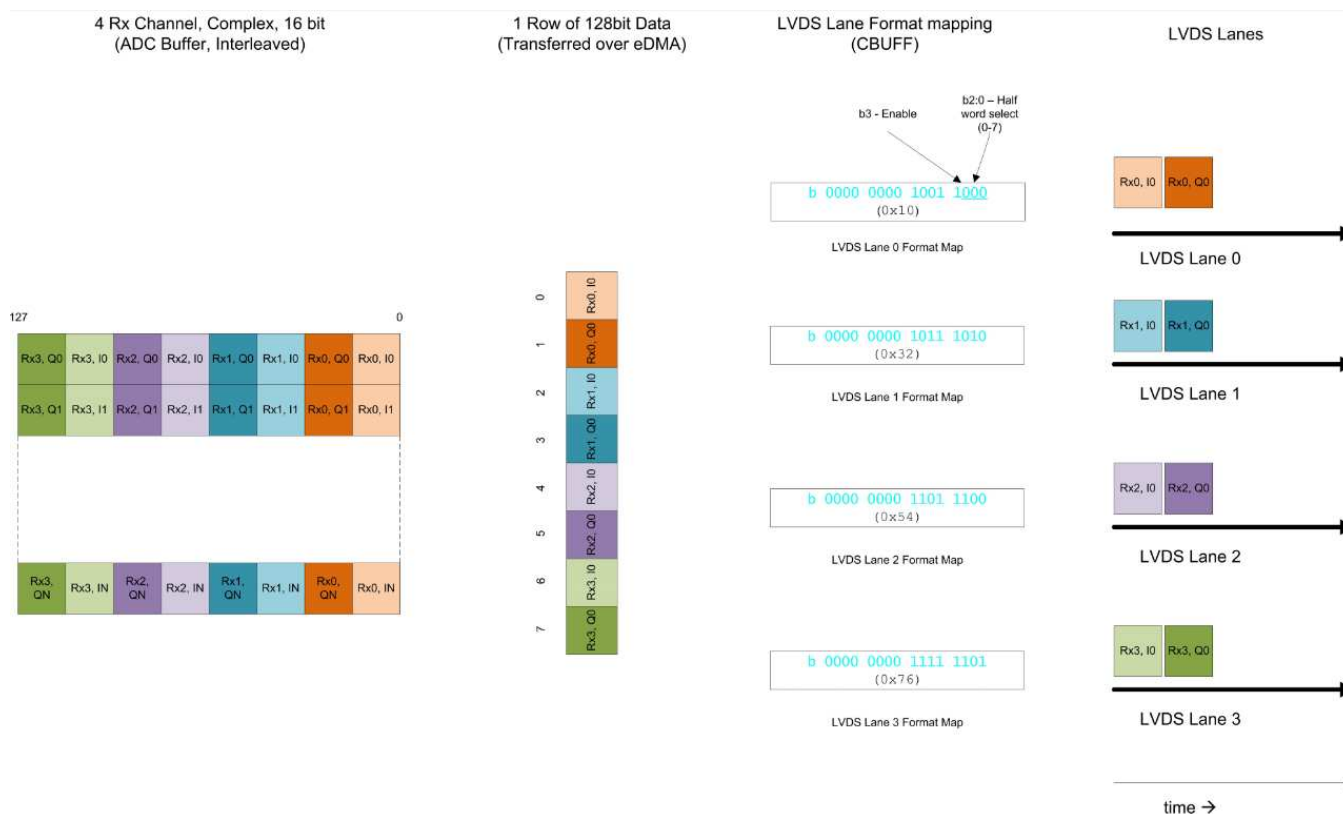 4 Rx Channel, Complex, 16 bit
(ADC Buffer, Interleaved)
1 Row of 128bit Data
(Transferred over eDMA)
LVDS Lane Format mapping
(CBUFF)
LVDS Lanes
b3 - Enable
b2:0 – Half
word select
(0-7)
b 0000 0000 1001 1000
(0x10)
LVDS Lane 0 Format Map
Rx0, I0 Rx0, Q0
LVDS Lane 0
127 0
Rx3, Q0 Rx3, I0 Rx2, Q0 Rx2, I0 Rx1, Q0 Rx1, I0 Rx0, Q0 Rx0, I0
Rx3, Q1 Rx3, I1 Rx2, Q1 Rx2, I1 Rx1, Q1 Rx1, I1 Rx0, Q1 Rx0, I1
Rx3, QN Rx3, IN Rx2, QN Rx2, IN Rx1, QN Rx1, IN Rx0, QN Rx0, IN
0 Rx0, I0
1 Rx0, Q0
2 Rx1, I0
3 Rx1, Q0
4 Rx2, I0
5 Rx2, Q0
6 Rx3, I0
7 Rx3, Q0
b 0000 0000 1011 1010
(0x32)
LVDS Lane 1 Format Map
Rx1, I0 Rx1, Q0
LVDS Lane 1
b 0000 0000 1101 1100
(0x54)
LVDS Lane 2 Format Map
Rx2, I0 Rx2, Q0
LVDS Lane 2
b 0000 0000 1111 1101
(0x76)
LVDS Lane 3 Format Map
Rx3, I0 Rx3, Q0
LVDS Lane 3
time →